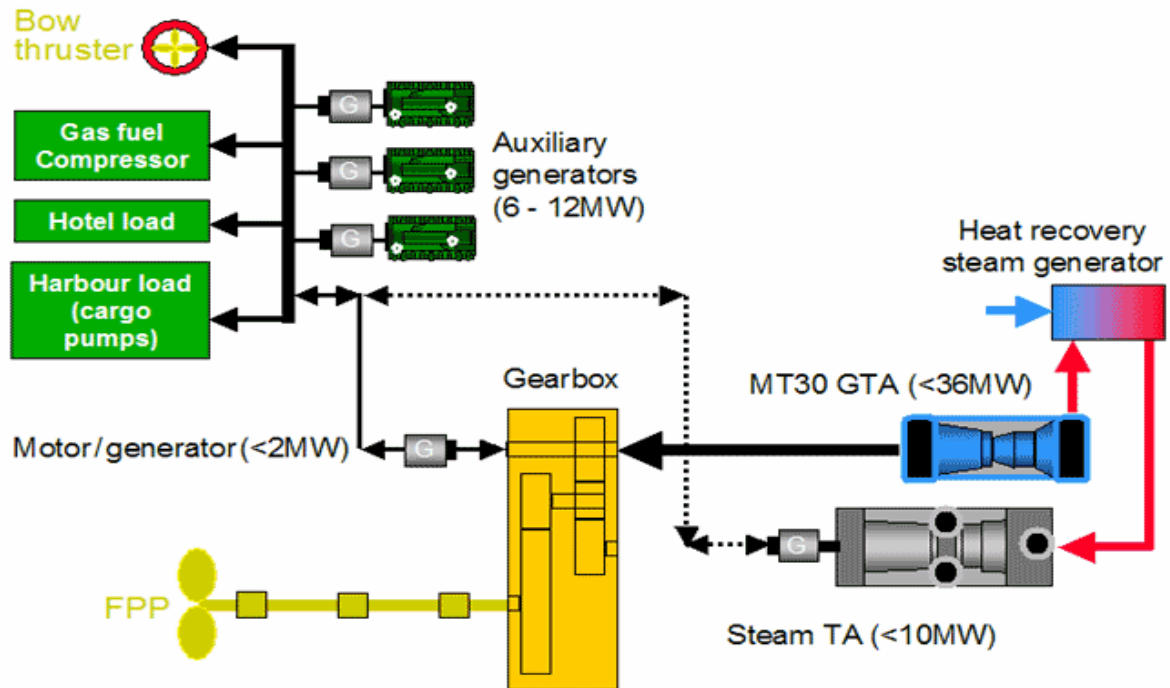 Bow
thruster
Gas fuel
Compressor
Hotel load
Harbour load
(cargo
pumps)
G
G
G
Auxiliary
generators
(6 - 12MW)
Heat recovery
steam generator
Gearbox
MT30 GTA (<36MW)
Motor/generator (<2MW)
G
G
FPP
Steam TA (<10MW)